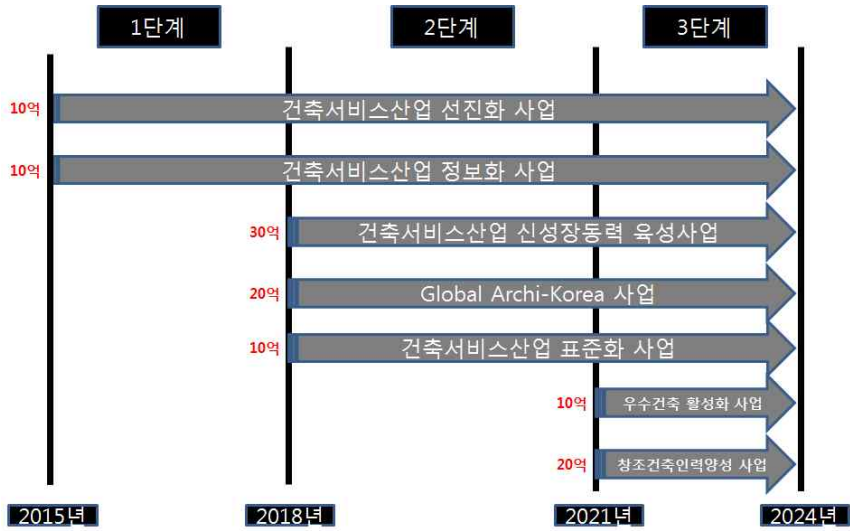 1단계
2단계
3단계
10억
건축서비스산업 선진화 사업
10억
건축서비스산업 정보화 사업
30억
건축서비스산업 신성장동력 육성사업
20억
Global Archi-Korea 사업
10억
건축서비스산업 표준화 사업
10억
우수건축 활성화 사업
20억
창조건축인력양성 사업
2015년
2018년
2021년
2024년